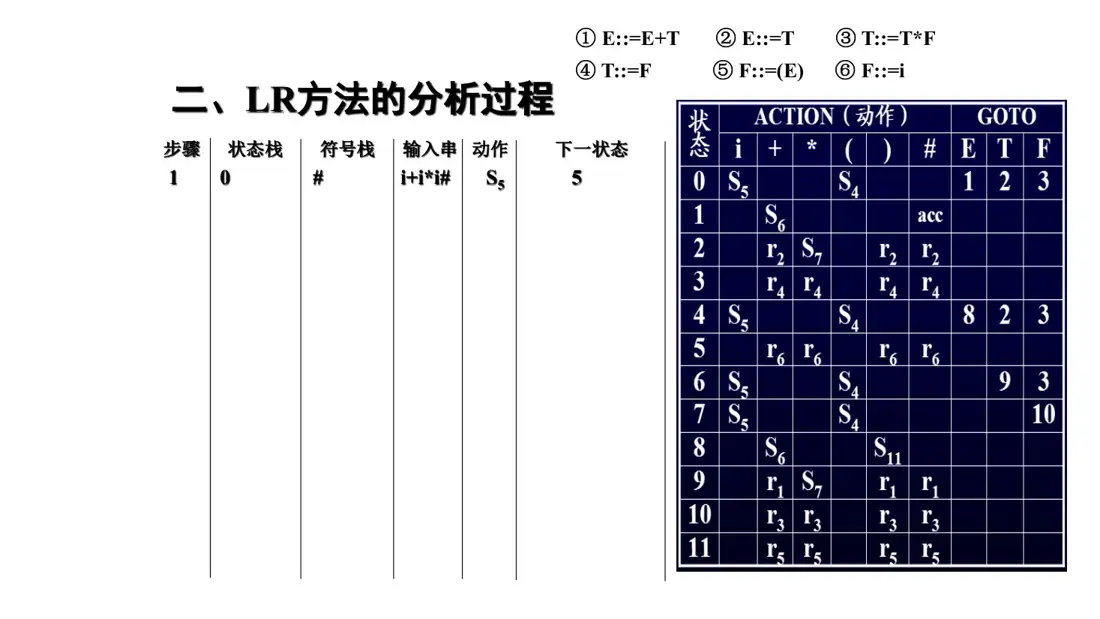 ① E::=E+T ② E::=T ③ T::=T*F
④ T::=F ⑤ F::=(E) ⑥ F::=i
二、LR方法的分析过程
步骤 状态栈 符号栈 输入串 动作 下一状态
1 0 # i+i*i# S5 5
状态 ACTION（动作） GOTO
i + * ( ) # E T F
0 S5 S4 1 2 3
1 S6 acc
2 r2 S7 r2 r2
3 r4 r4 r4 r4
4 S5 S4 8 2 3
5 r6 r6 r6 r6
6 S5 S4 9 3
7 S5 S4 10
8 S6 S11
9 r1 S7 r1 r1
10 r3 r3 r3 r3
11 r5 r5 r5 r5